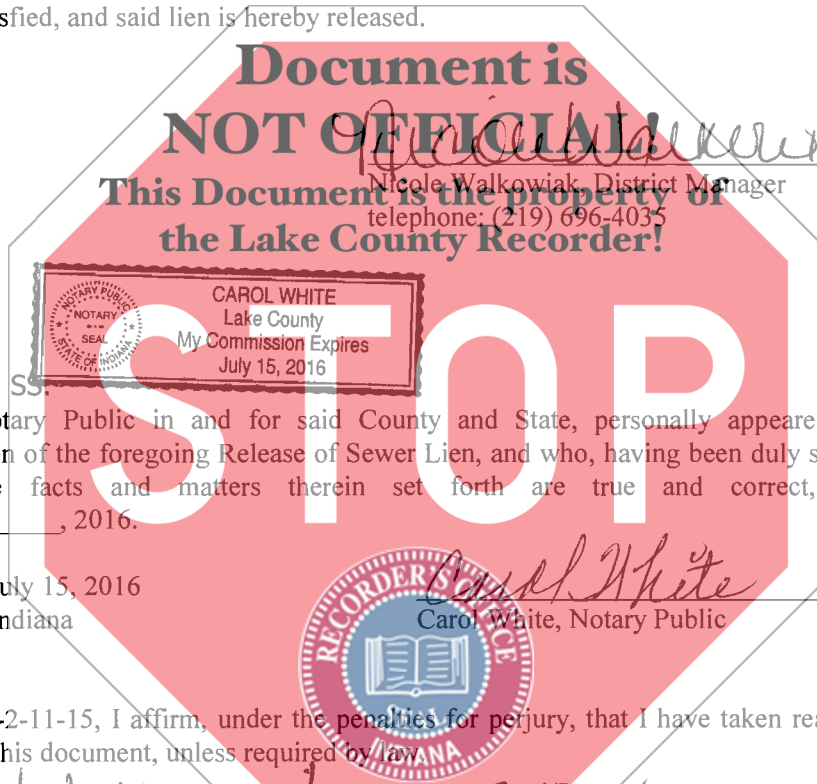 sfied, and said lien is hereby released.
Document is
NOT OFFICIAL!
Nicole Walkowiak
This Document is the property of
Nicole Walkowiak, District Manager
telephone: (219) 696-4035
the Lake County Recorder!
NOTARY PUBLIC
NOTARY
SEAL
STATE OF INDIANA
CAROL WHITE
Lake County
My Commission Expires
July 15, 2016
STOP
SS:
otary Public in and for said County and State, personally appeare
n of the foregoing Release of Sewer Lien, and who, having been duly s
e facts and matters therein set forth are true and correct,
, 2016.
Carol White
uly 15, 2016
ndiana
Carol White, Notary Public
RECORDER'S OFFICE
SEAL
INDIANA
-2-11-15, I affirm, under the penalties for perjury, that I have taken rea
his document, unless required by law.